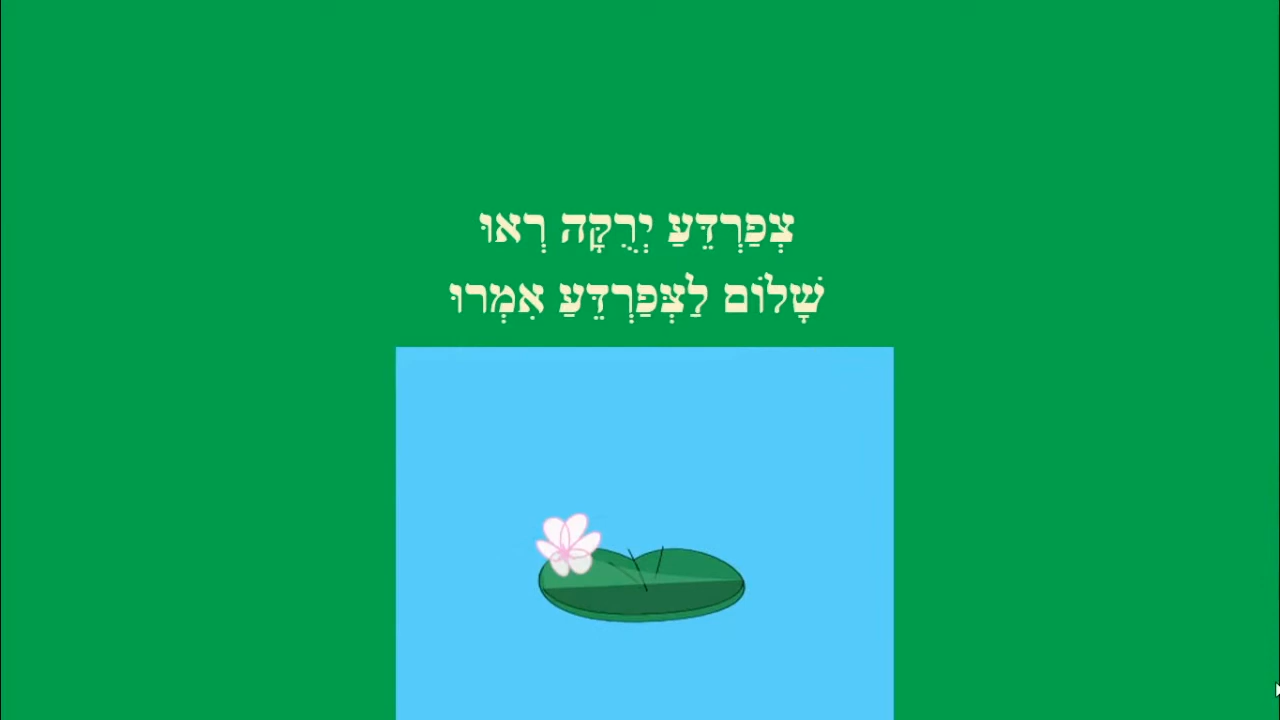 צְפַרְדֵּעַ יְרֻקָּה רְאוּ
שָׁלוֹם לַצְּפַרְדֵּעַ אִמְרוּ